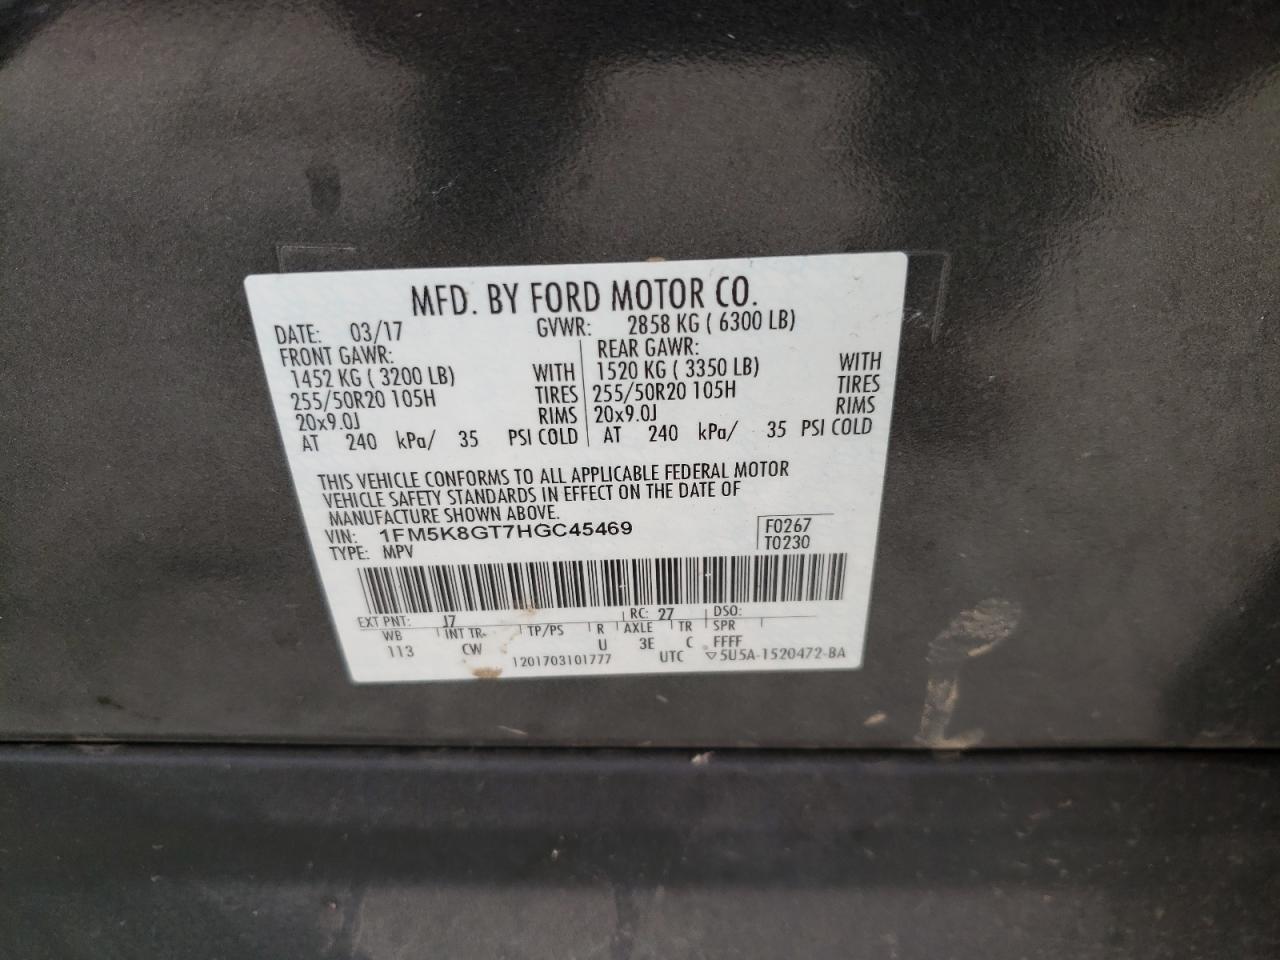 MFD. BY FORD MOTOR CO.
DATE: 03/17 GVWR: 2858 KG ( 6300 LB)
FRONT GAWR: REAR GAWR:
1452 KG ( 3200 LB) WITH 1520 KG ( 3350 LB) WITH
255/50R20 105H TIRES 255/50R20 105H TIRES
20x9.0J RIMS 20x9.0J RIMS
AT 240 kPa/ 35 PSI COLD AT 240 kPa/ 35 PSI COLD
THIS VEHICLE CONFORMS TO ALL APPLICABLE FEDERAL MOTOR
VEHICLE SAFETY STANDARDS IN EFFECT ON THE DATE OF
MANUFACTURE SHOWN ABOVE.
VIN: 1FM5K8GT7HGC45469 F0267
TYPE: MPV T0230
EXT PNT: J7 RC: 27 DSO:
WB INT TR TP/PS R AXLE TR SPR
113 CW U 3E C FFFF
1201703101777 UTC ▽5U5A-1520472-BA